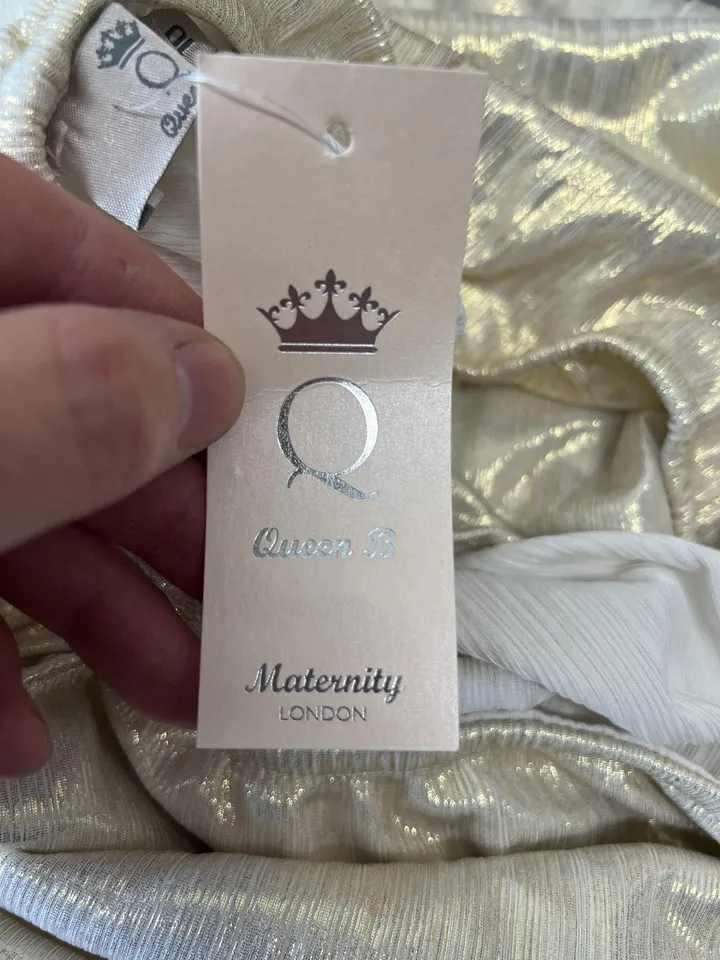 Q
Queen B
Maternity
LONDON
Q